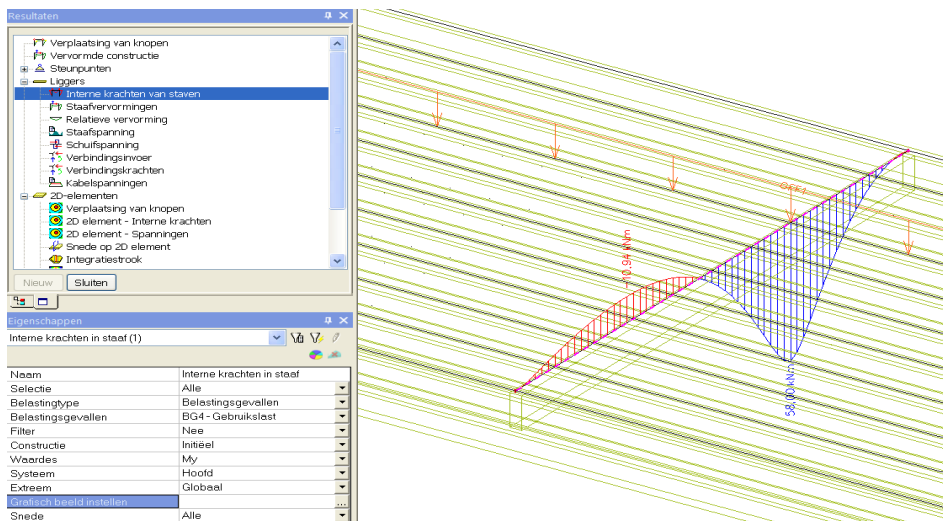 Resultaten
Verplaatsing van knopen
Vervormde constructie
Steunpunten
Liggers
Interne krachten van staven
Staafvervormingen
Relatieve vervorming
Staafspanning
Schuifspanning
Verbindingsinvoer
Verbindingskrachten
Kabelspanningen
2D-elementen
Verplaatsing van knopen
2D element - Interne krachten
2D element - Spanningen
Snede op 2D element
Integratiestrook
Nieuw Sluiten
Eigenschappen
Interne krachten in staaf (1)
Naam Interne krachten in staaf
Selectie Alle
Belastingtype Belastingsgevallen
Belastingsgevallen BG4 - Gebruikslast
Filter Nee
Constructie Initiëel
Waardes My
Systeem Hoofd
Extreem Globaal
Grafisch beeld instellen ...
Snede Alle
-10,94 kNm
58,00 kNm